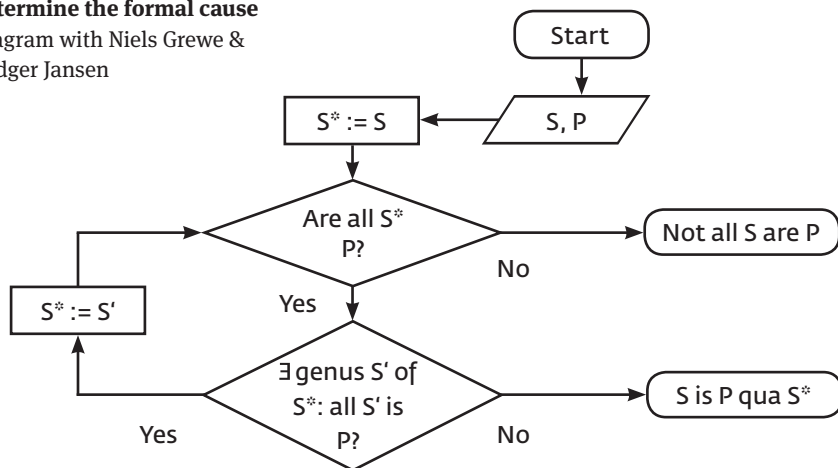 termine the formal cause
gram with Niels Grewe &
dger Jansen
Start
S, P
S* := S
Are all S*
P?
Not all S are P
No
Yes
S* := S‘
∃ genus S‘ of
S*: all S‘ is
P?
S is P qua S*
Yes
No